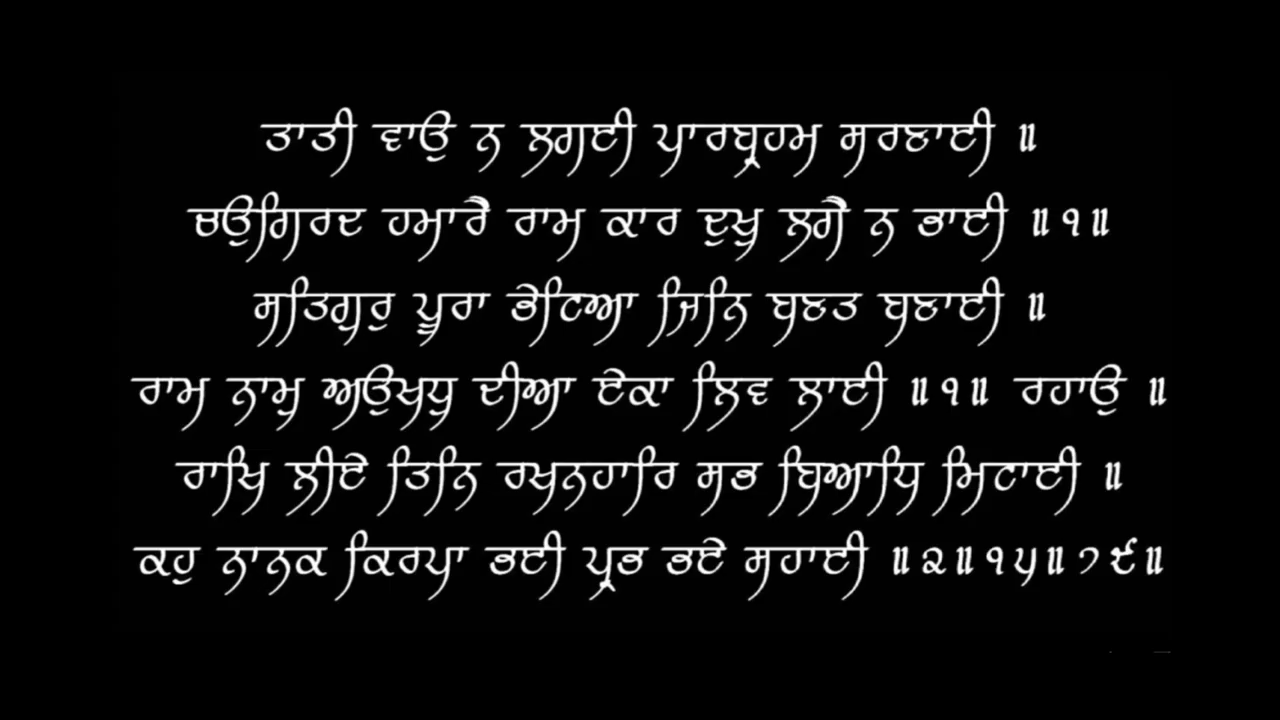 ਤਾਤੀ ਵਾਉ ਨ ਲਗਈ ਪਾਰਬ੍ਰਹਮ ਸਰਣਾਈ ॥
ਚਉਗਿਰਦ ਹਮਾਰੈ ਰਾਮ ਕਾਰ ਦੁਖੁ ਲਗੈ ਨ ਭਾਈ ॥੧॥
ਸਤਿਗੁਰੁ ਪੂਰਾ ਭੇਟਿਆ ਜਿਨਿ ਬਣਤ ਬਣਾਈ ॥
ਰਾਮ ਨਾਮੁ ਅਉਖਧੁ ਦੀਆ ਏਕਾ ਲਿਵ ਲਾਈ ॥੧॥ ਰਹਾਉ ॥
ਰਾਖਿ ਲੀਏ ਤਿਨਿ ਰਖਨਹਾਰਿ ਸਭ ਬਿਆਧਿ ਮਿਟਾਈ ॥
ਕਹੁ ਨਾਨਕ ਕਿਰਪਾ ਭਈ ਪ੍ਰਭ ਭਏ ਸਹਾਈ ॥੨॥੧੫॥੭੯॥